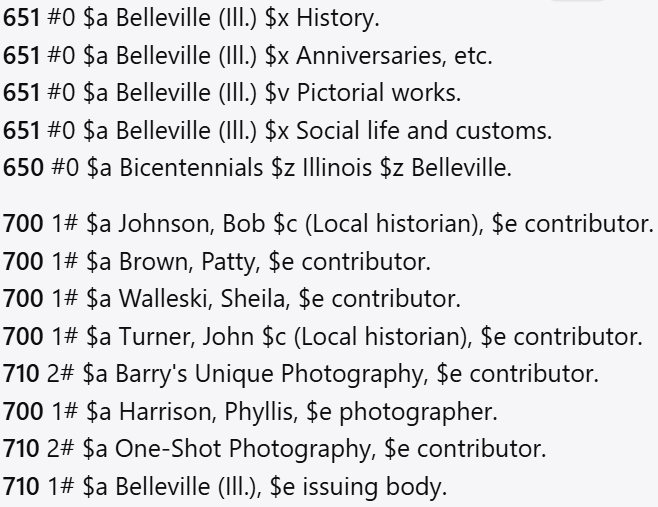 651 #0 $a Belleville (Ill.) $x History.
651 #0 $a Belleville (Ill.) $x Anniversaries, etc.
651 #0 $a Belleville (Ill.) $v Pictorial works.
651 #0 $a Belleville (Ill.) $x Social life and customs.
650 #0 $a Bicentennials $z Illinois $z Belleville.
700 1# $a Johnson, Bob $c (Local historian), $e contributor.
700 1# $a Brown, Patty, $e contributor.
700 1# $a Walleski, Sheila, $e contributor.
700 1# $a Turner, John $c (Local historian), $e contributor.
710 2# $a Barry's Unique Photography, $e contributor.
700 1# $a Harrison, Phyllis, $e photographer.
710 2# $a One-Shot Photography, $e contributor.
710 1# $a Belleville (Ill.), $e issuing body.